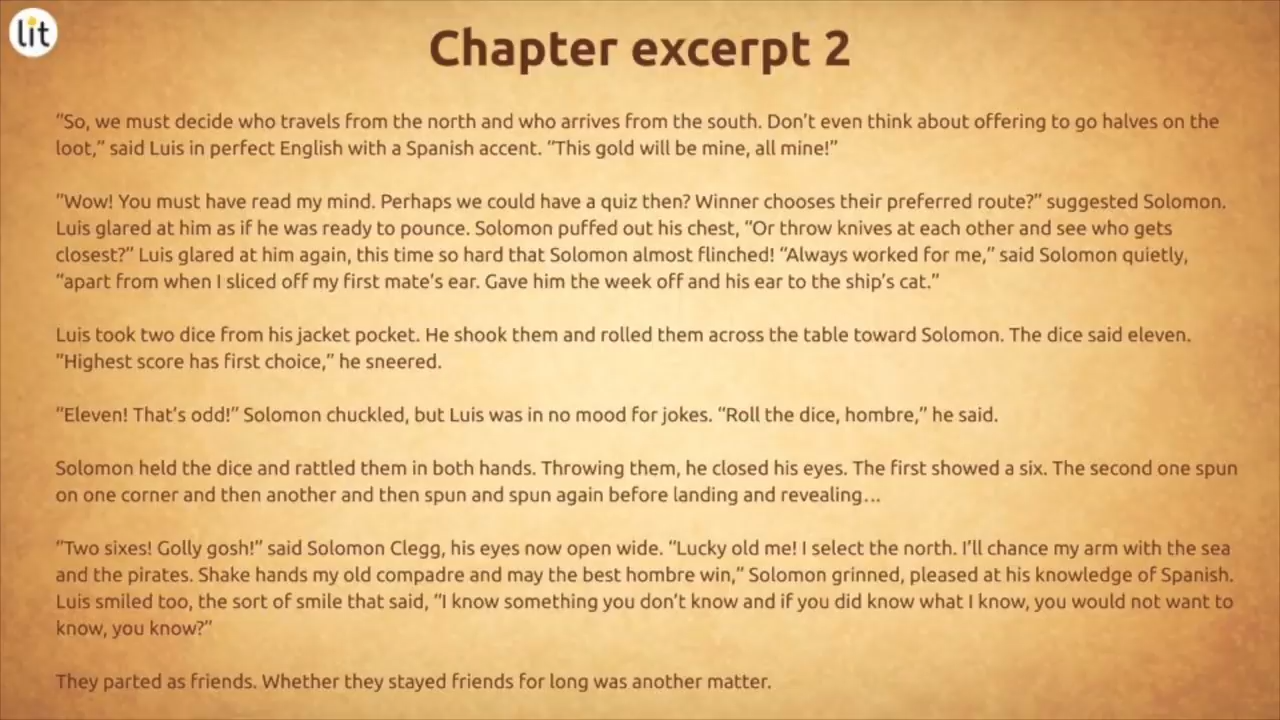 lit
Chapter excerpt 2
“So, we must decide who travels from the north and who arrives from the south. Don’t even think about offering to go halves on the
loot,” said Luis in perfect English with a Spanish accent. “This gold will be mine, all mine!”
“Wow! You must have read my mind. Perhaps we could have a quiz then? Winner chooses their preferred route?” suggested Solomon.
Luis glared at him as if he was ready to pounce. Solomon puffed out his chest, “Or throw knives at each other and see who gets
closest?” Luis glared at him again, this time so hard that Solomon almost flinched! “Always worked for me,” said Solomon quietly,
“apart from when I sliced off my first mate’s ear. Gave him the week off and his ear to the ship’s cat.”
Luis took two dice from his jacket pocket. He shook them and rolled them across the table toward Solomon. The dice said eleven.
“Highest score has first choice,” he sneered.
“Eleven! That’s odd!” Solomon chuckled, but Luis was in no mood for jokes. “Roll the dice, hombre,” he said.
Solomon held the dice and rattled them in both hands. Throwing them, he closed his eyes. The first showed a six. The second one spun
on one corner and then another and then spun and spun again before landing and revealing…
“Two sixes! Golly gosh!” said Solomon Clegg, his eyes now open wide. “Lucky old me! I select the north. I’ll chance my arm with the sea
and the pirates. Shake hands my old compadre and may the best hombre win,” Solomon grinned, pleased at his knowledge of Spanish.
Luis smiled too, the sort of smile that said, “I know something you don’t know and if you did know what I know, you would not want to
know, you know?”
They parted as friends. Whether they stayed friends for long was another matter.